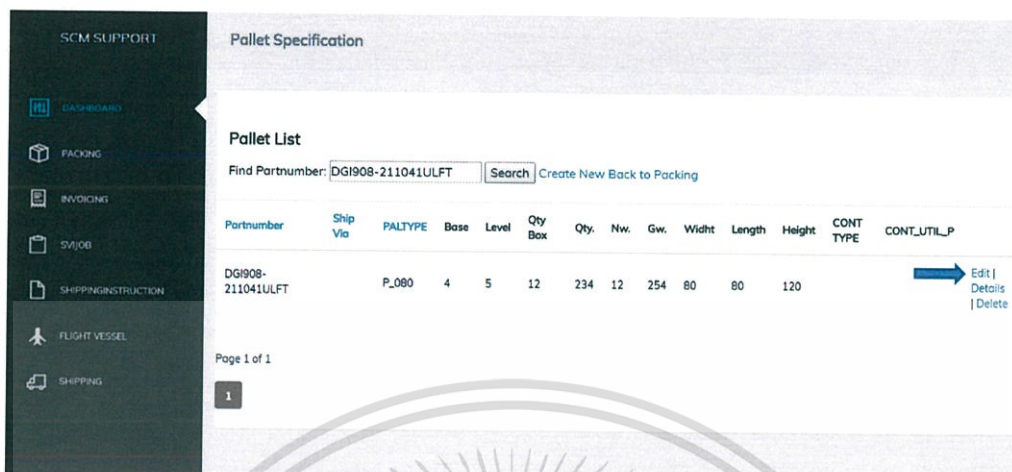 SCM SUPPORT
DASHBOARD
PACKING
INVOICING
SVIJOB
SHIPPINGINSTRUCTION
FLIGHT VESSEL
SHIPPING
Pallet Specification
Pallet List
Find Partnumber: DGI908-211041ULFT Search Create New Back to Packing
Partnumber Ship Via PALTYPE Base Level Qty Box Qty. Nw. Gw. Widht Length Height CONT TYPE CONT_UTIL_P
DGI908-
211041ULFT P_080 4 5 12 234 12 254 80 80 120 Edit |
Details
| Delete
Page 1 of 1
1